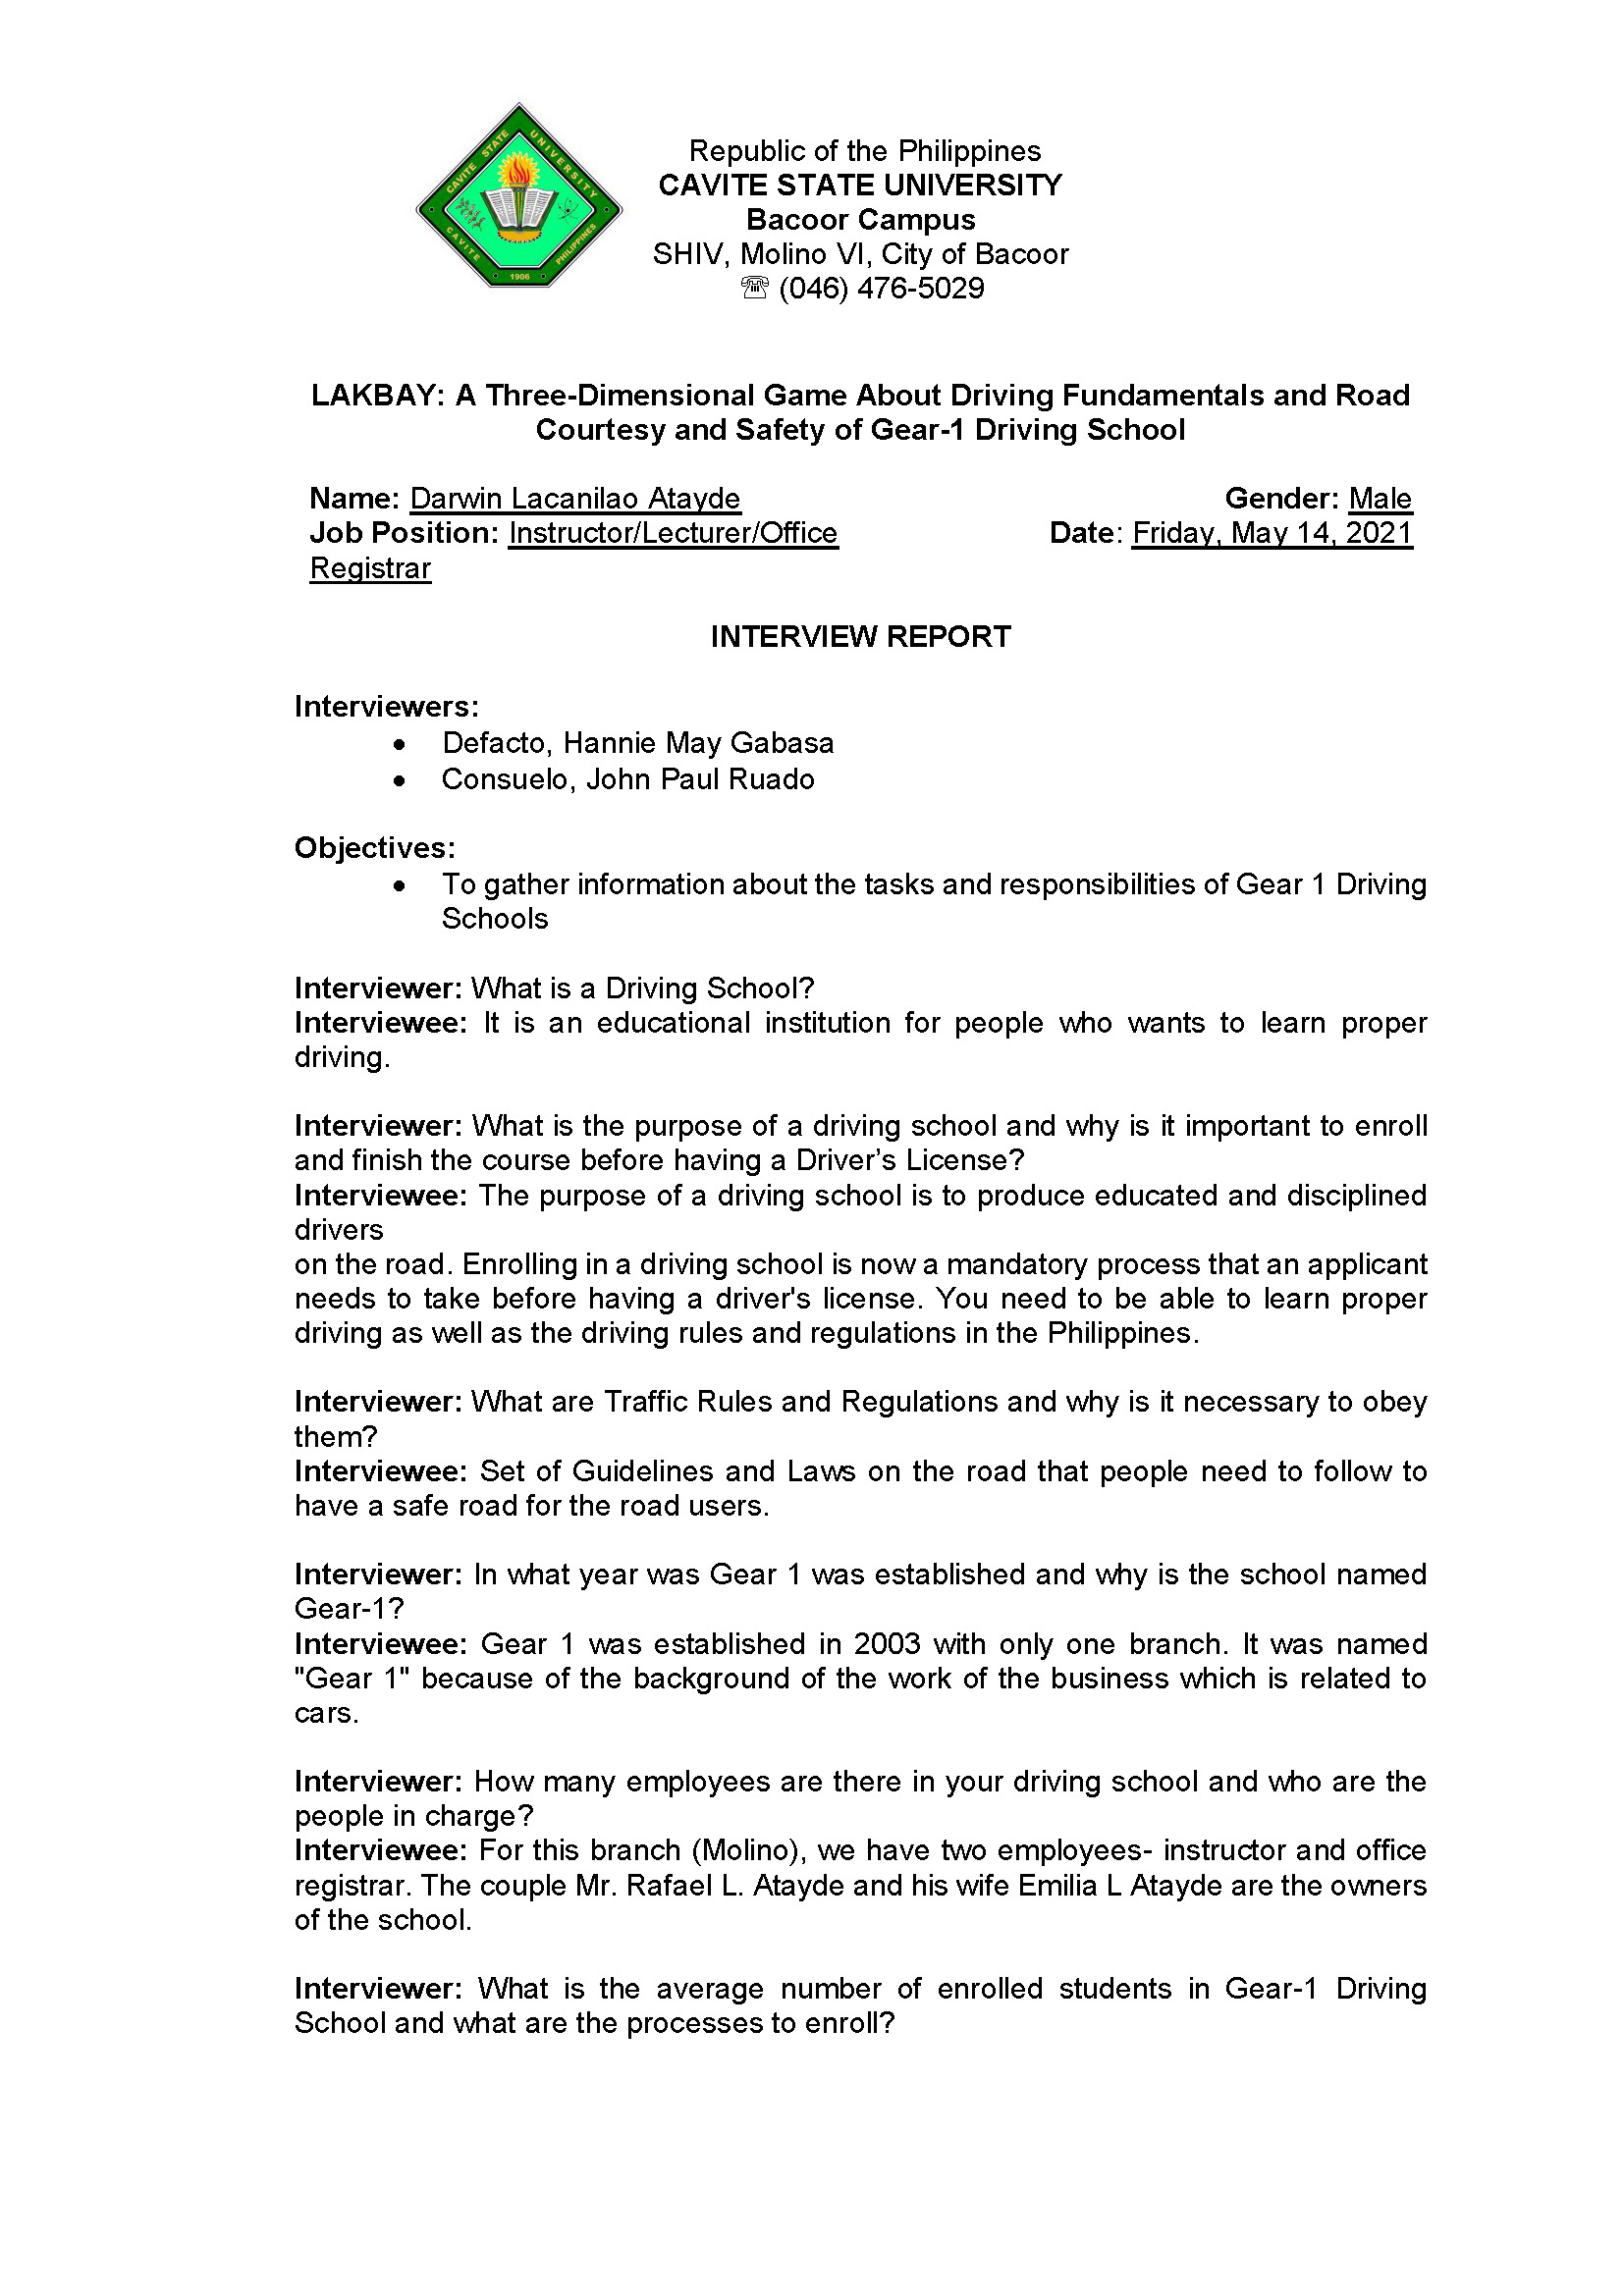 CAVITE STATE UNIVERSITY
CAVITE PHILIPPINES
1906
Republic of the Philippines
CAVITE STATE UNIVERSITY
Bacoor Campus
SHIV, Molino VI, City of Bacoor
☏ (046) 476-5029
LAKBAY: A Three-Dimensional Game About Driving Fundamentals and Road
Courtesy and Safety of Gear-1 Driving School
Name: Darwin Lacanilao Atayde Gender: Male
Job Position: Instructor/Lecturer/Office Date: Friday, May 14, 2021
Registrar
INTERVIEW REPORT
Interviewers:
• Defacto, Hannie May Gabasa
• Consuelo, John Paul Ruado
Objectives:
• To gather information about the tasks and responsibilities of Gear 1 Driving
Schools
Interviewer: What is a Driving School?
Interviewee: It is an educational institution for people who wants to learn proper
driving.
Interviewer: What is the purpose of a driving school and why is it important to enroll
and finish the course before having a Driver’s License?
Interviewee: The purpose of a driving school is to produce educated and disciplined
drivers
on the road. Enrolling in a driving school is now a mandatory process that an applicant
needs to take before having a driver's license. You need to be able to learn proper
driving as well as the driving rules and regulations in the Philippines.
Interviewer: What are Traffic Rules and Regulations and why is it necessary to obey
them?
Interviewee: Set of Guidelines and Laws on the road that people need to follow to
have a safe road for the road users.
Interviewer: In what year was Gear 1 was established and why is the school named
Gear-1?
Interviewee: Gear 1 was established in 2003 with only one branch. It was named
"Gear 1" because of the background of the work of the business which is related to
cars.
Interviewer: How many employees are there in your driving school and who are the
people in charge?
Interviewee: For this branch (Molino), we have two employees- instructor and office
registrar. The couple Mr. Rafael L. Atayde and his wife Emilia L Atayde are the owners
of the school.
Interviewer: What is the average number of enrolled students in Gear-1 Driving
School and what are the processes to enroll?